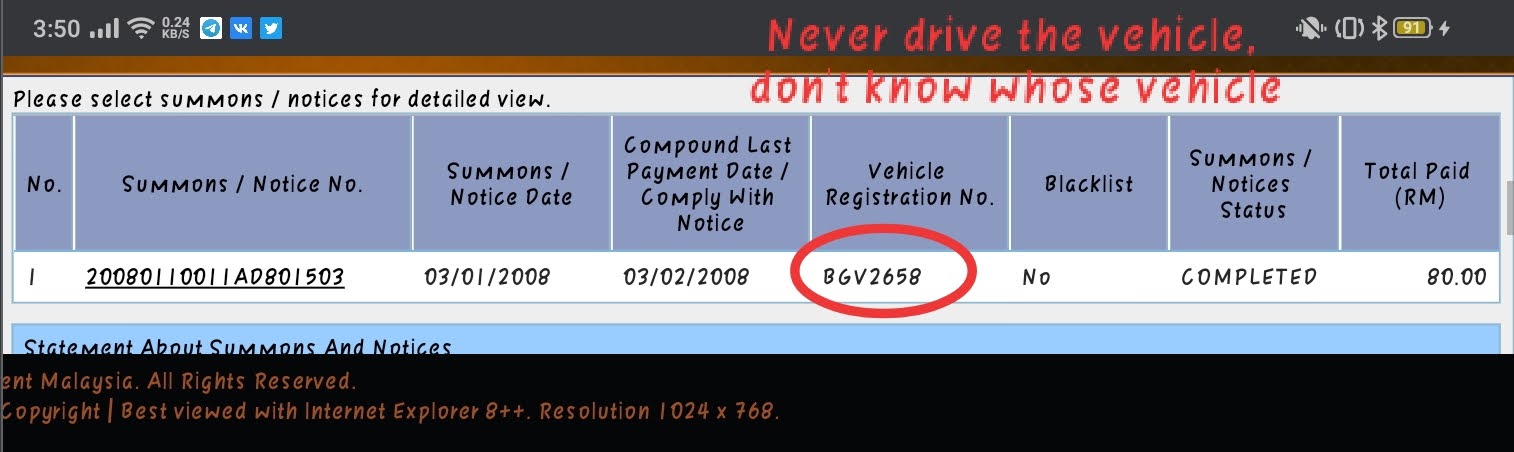 3:50 0.24 KB/S 91
Never drive the vehicle,
don't know whose vehicle
Please select summons / notices for detailed view.
No. Summons / Notice No. Summons / Notice Date Compound Last Payment Date / Comply With Notice Vehicle Registration No. Blacklist Summons / Notices Status Total Paid (RM)
1 20080110011AD801503 03/01/2008 03/02/2008 BGV2658 No COMPLETED 80.00
Statement About Summons And Notices
ent Malaysia. All Rights Reserved.
Copyright | Best viewed with Internet Explorer 8++. Resolution 1024 x 768.